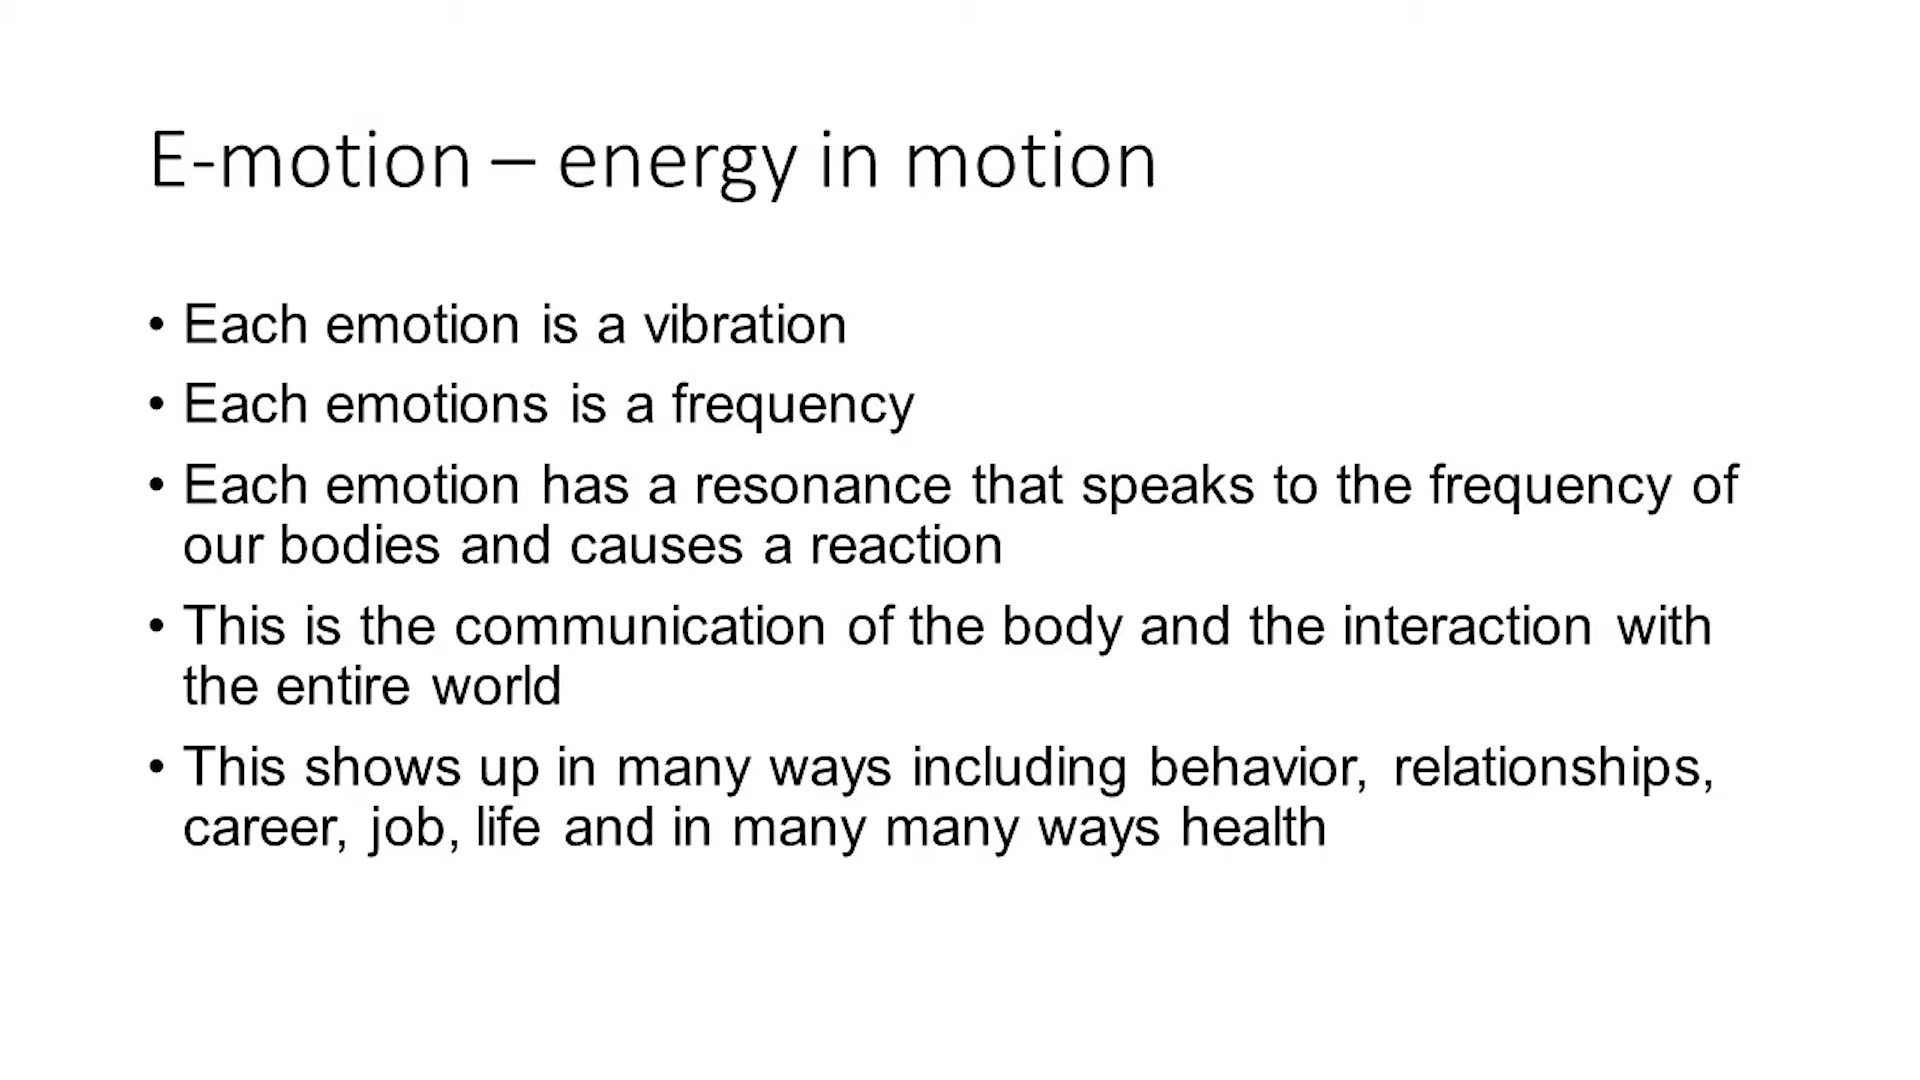 E-motion – energy in motion
• Each emotion is a vibration
• Each emotions is a frequency
• Each emotion has a resonance that speaks to the frequency of
our bodies and causes a reaction
• This is the communication of the body and the interaction with
the entire world
• This shows up in many ways including behavior, relationships,
career, job, life and in many many ways health